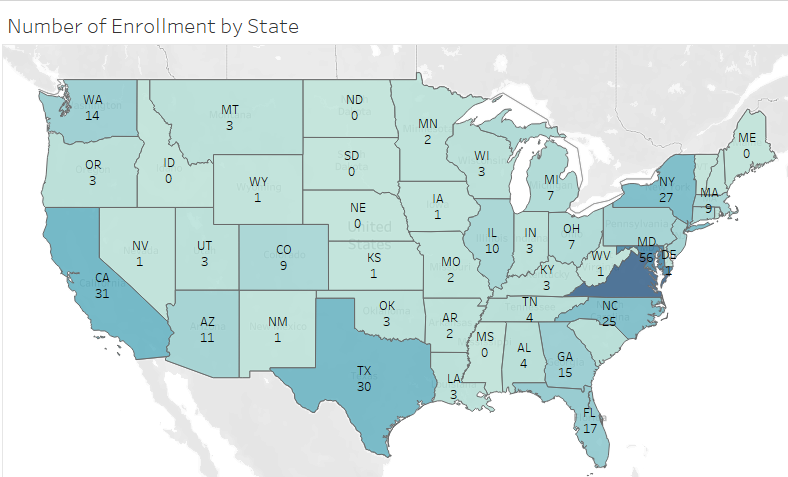 Number of Enrollment by State
WA
14
MT
3
ND
0
MN
2
OR
3
ID
0
SD
0
WI
3
ME
0
WY
1
MI
7
NY
27
MA
9
NE
0
United
States
IA
1
NV
1
UT
3
CO
9
IL
10
IN
3
OH
7
MD
56
DE
1
KS
1
MO
2
WV
1
CA
31
KY
3
OK
3
TN
4
NC
25
AZ
11
NM
1
AR
2
MS
0
AL
4
GA
15
TX
30
LA
3
FL
17